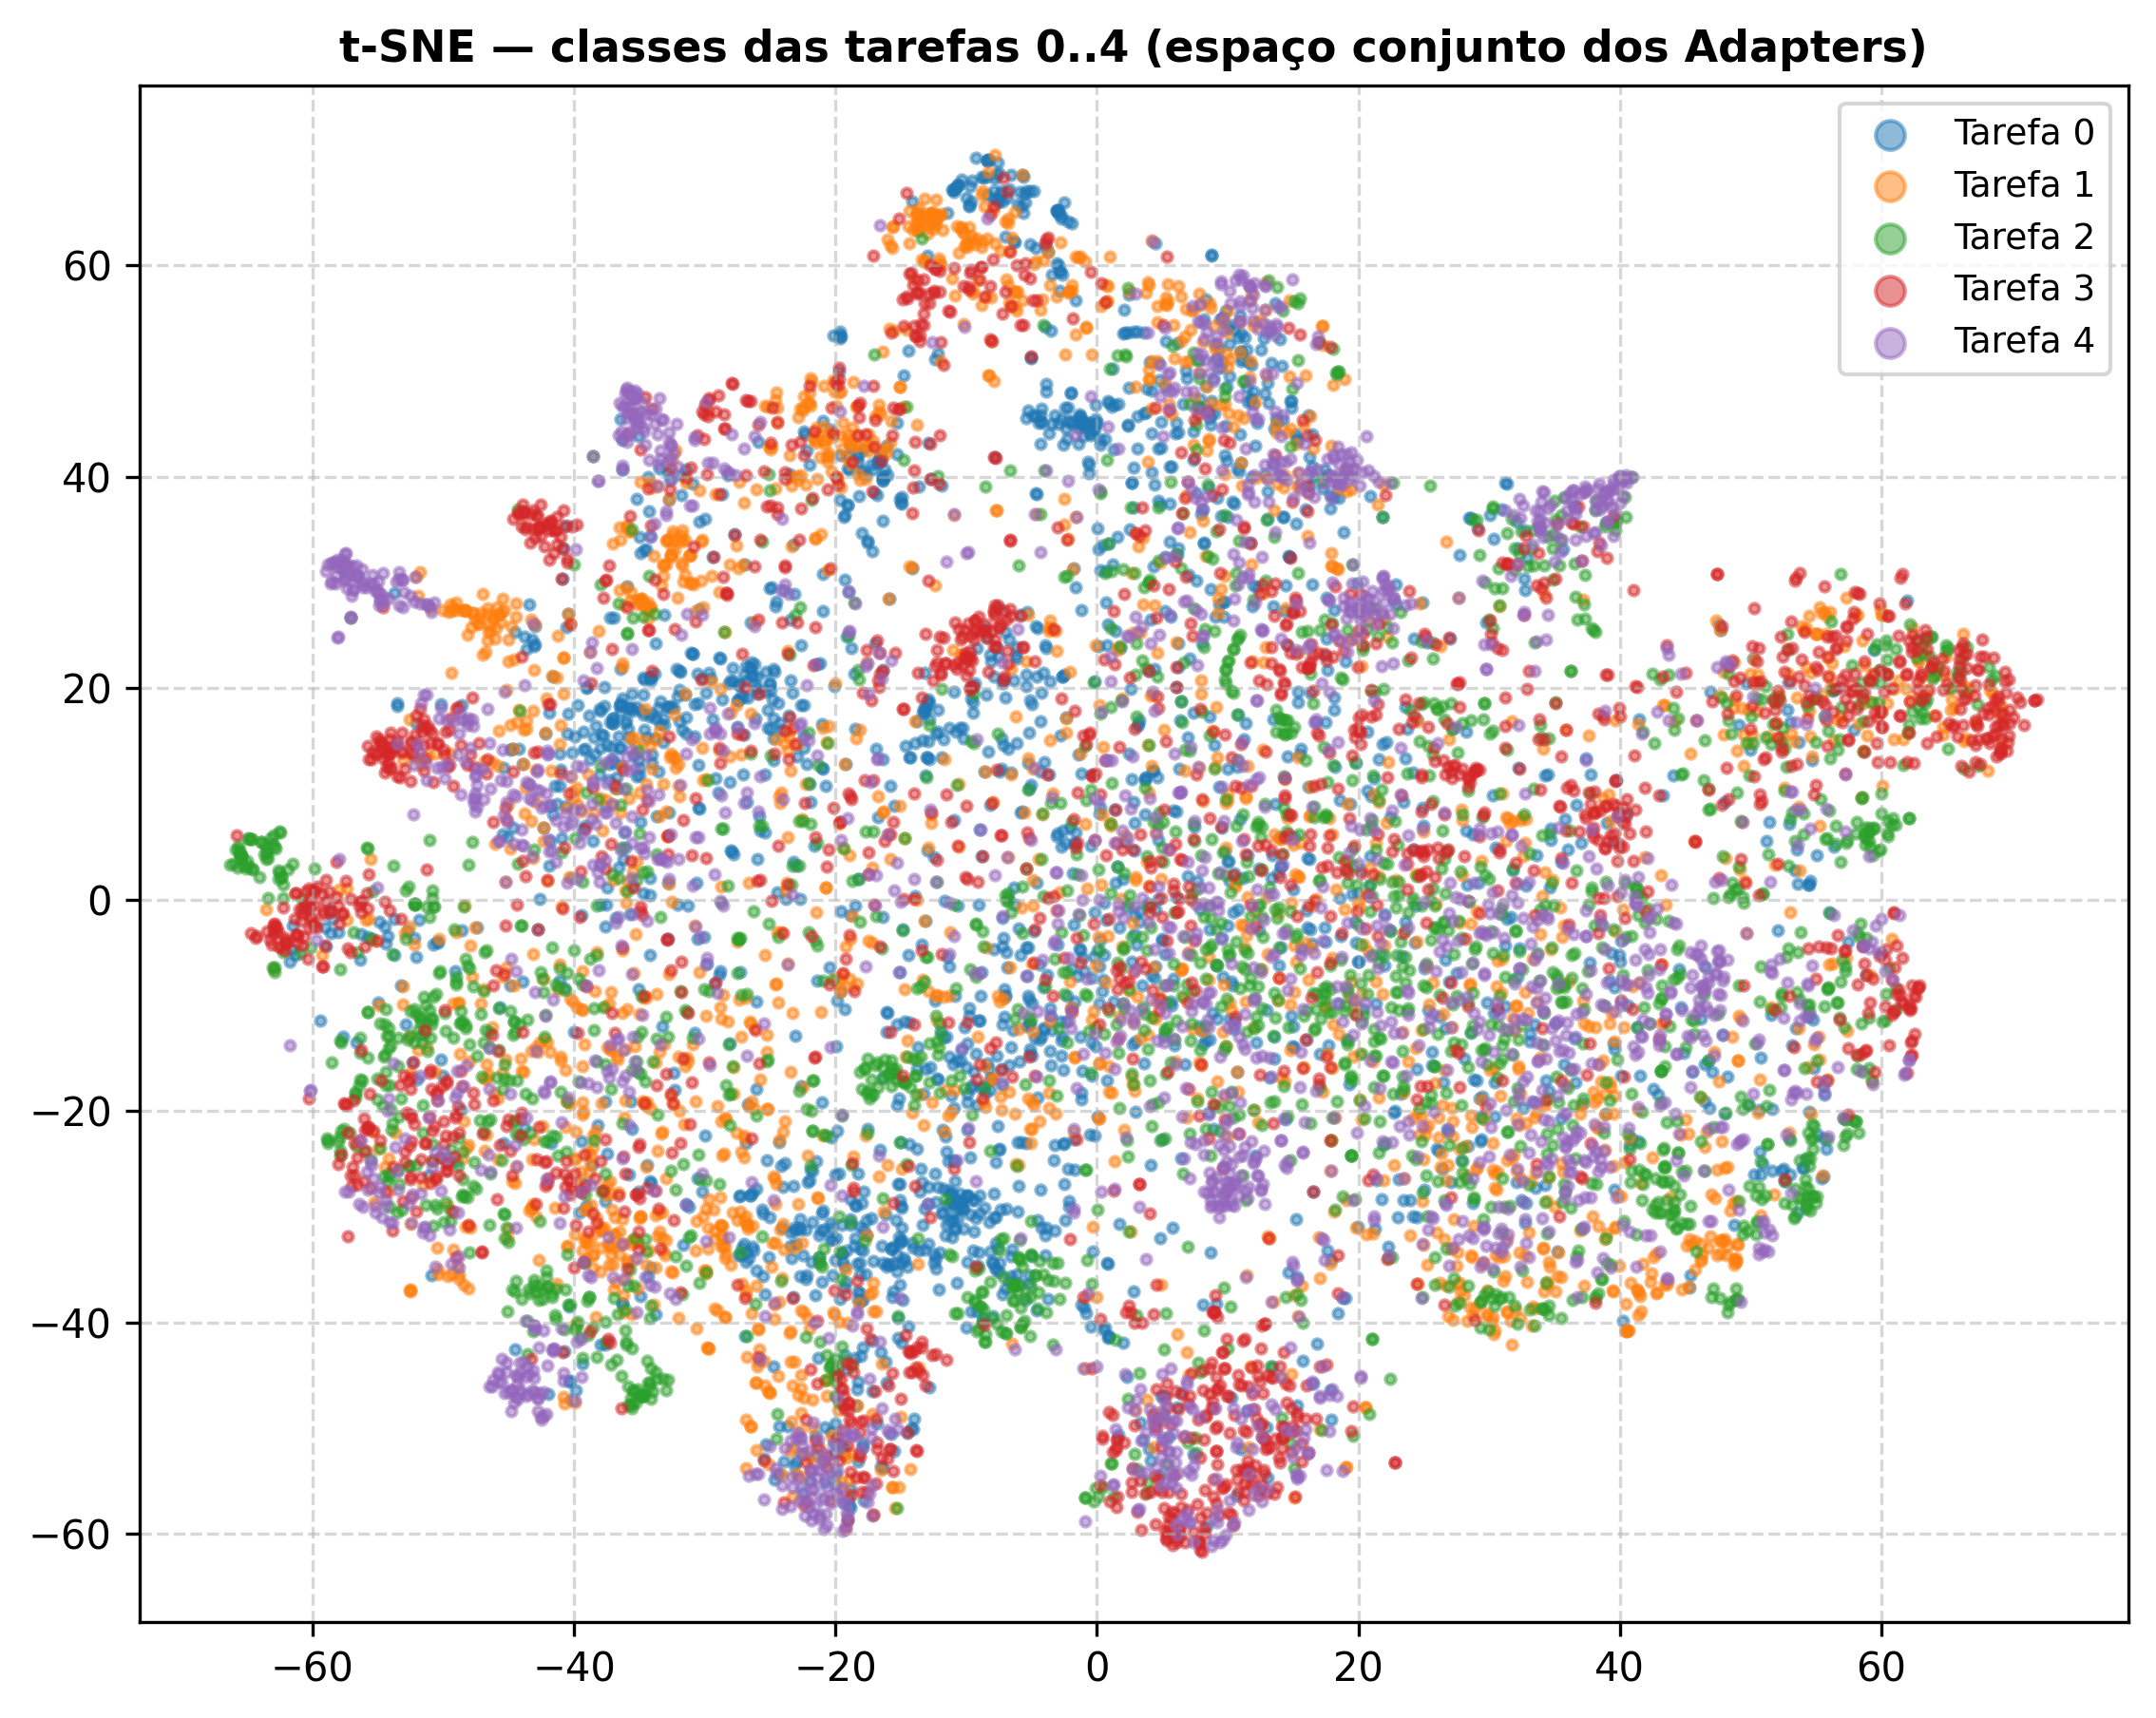 t-SNE — classes das tarefas 0..4 (espaço conjunto dos Adapters)
Tarefa 0
Tarefa 1
Tarefa 2
Tarefa 3
Tarefa 4
60
40
20
0
−20
−40
−60
−60 −40 −20 0 20 40 60